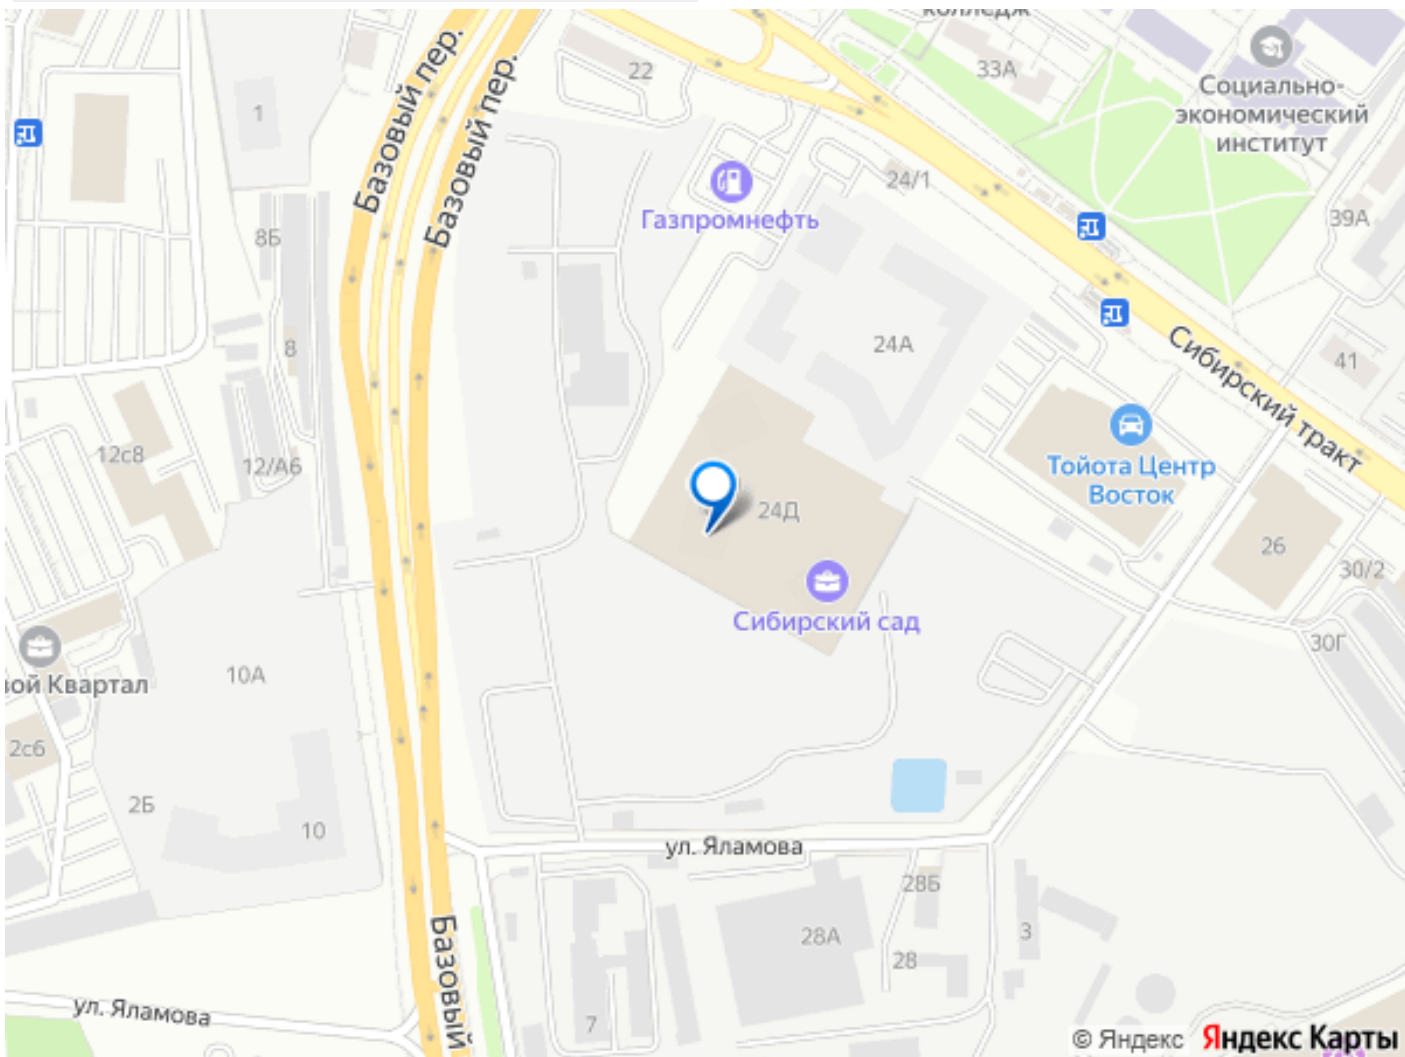 колледж
Базовый пер.
Базовый пер.
22
33А
Социально-
экономический
институт
1
24/1
Газпромнефть
39А
8Б
24А
8
Сибирский тракт
41
12с8
12/А6
Тойота Центр
Восток
24Д
26
30/2
Сибирский сад
30Г
10А
вой Квартал
2с6
2Б
10
ул. Яламова
28Б
28А
28
3
Базовый
ул. Яламова
7
© Яндекс Яндекс Карты